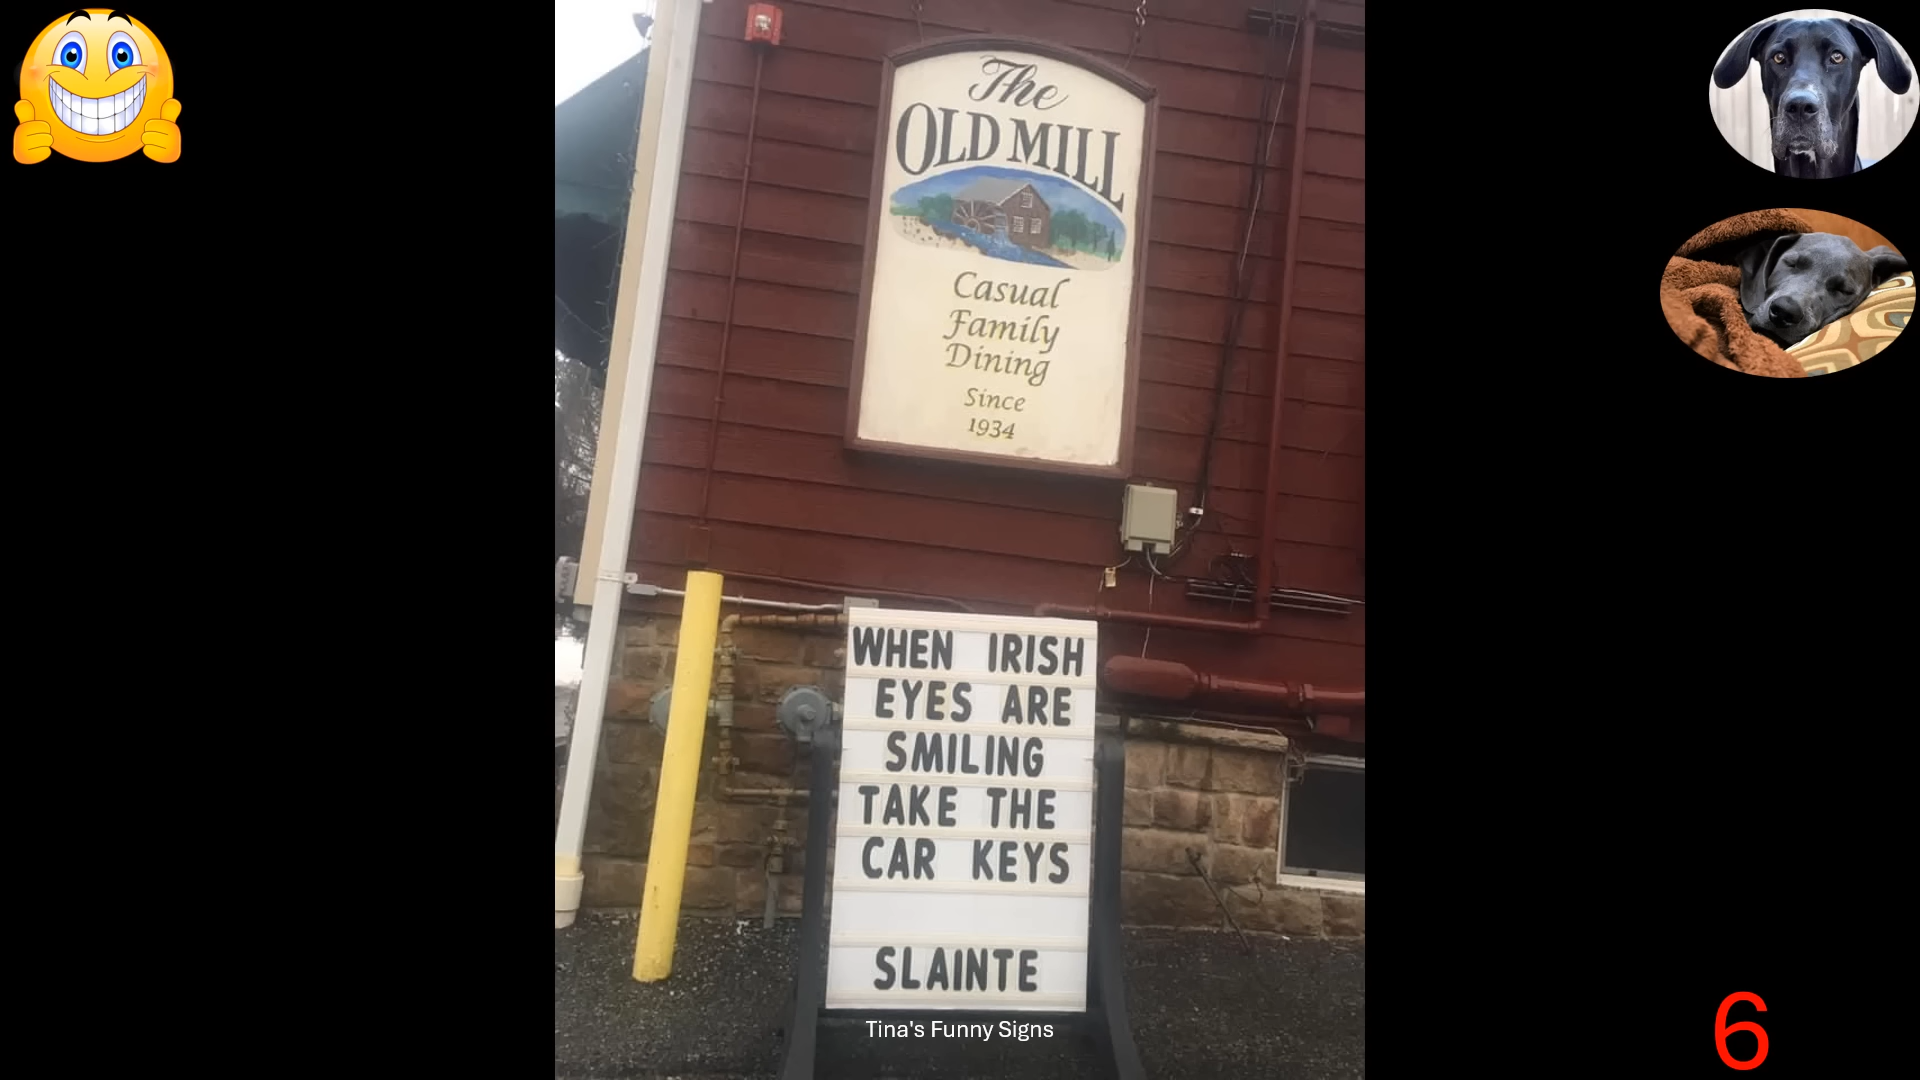 The
OLD MILL
Casual
Family
Dining
Since
1934
WHEN IRISH
EYES ARE
SMILING
TAKE THE
CAR KEYS
SLAINTE
Tina's Funny Signs
6